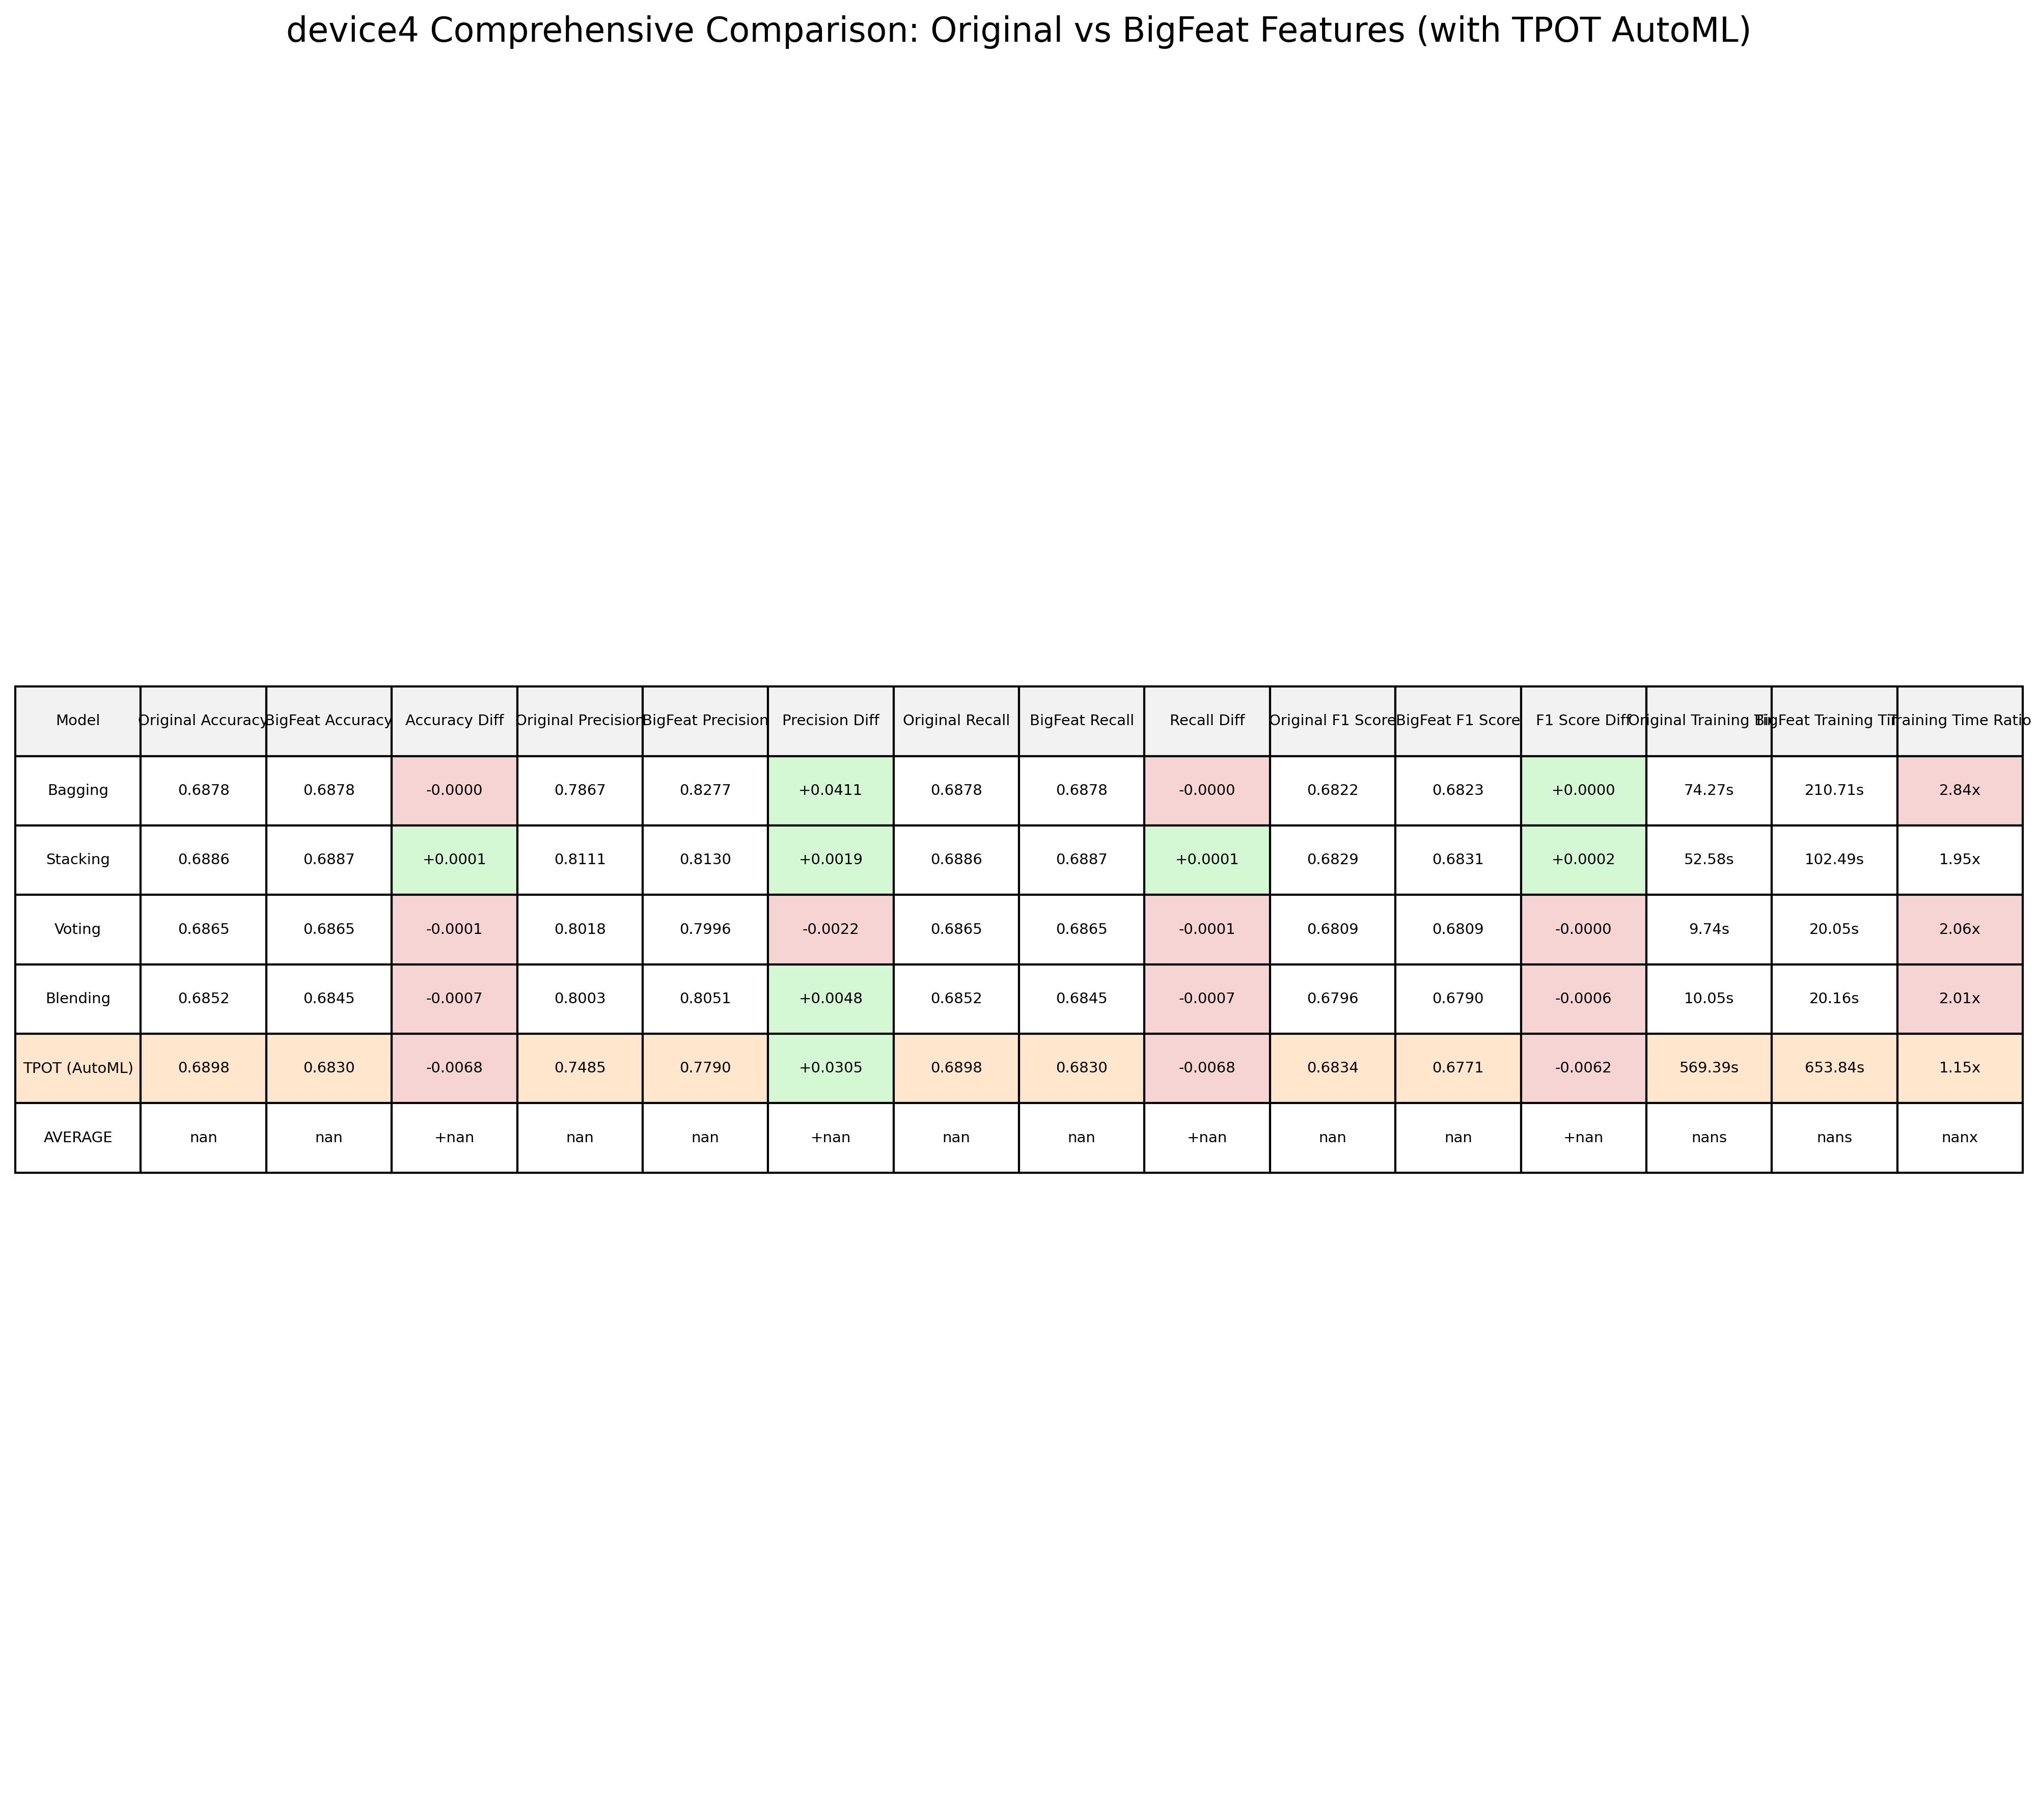 device4 Comprehensive Comparison: Original vs BigFeat Features (with TPOT AutoML)
Model Original Accuracy BigFeat Accuracy Accuracy Diff Original Precision BigFeat Precision Precision Diff Original Recall BigFeat Recall Recall Diff Original F1 Score BigFeat F1 Score F1 Score Diff Original Training BigFeat Training Training Time Ratio
Bagging 0.6878 0.6878 -0.0000 0.7867 0.8277 +0.0411 0.6878 0.6878 -0.0000 0.6822 0.6823 +0.0000 74.27s 210.71s 2.84x
Stacking 0.6886 0.6887 +0.0001 0.8111 0.8130 +0.0019 0.6886 0.6887 +0.0001 0.6829 0.6831 +0.0002 52.58s 102.49s 1.95x
Voting 0.6865 0.6865 -0.0001 0.8018 0.7996 -0.0022 0.6865 0.6865 -0.0001 0.6809 0.6809 -0.0000 9.74s 20.05s 2.06x
Blending 0.6852 0.6845 -0.0007 0.8003 0.8051 +0.0048 0.6852 0.6845 -0.0007 0.6796 0.6790 -0.0006 10.05s 20.16s 2.01x
TPOT (AutoML) 0.6898 0.6830 -0.0068 0.7485 0.7790 +0.0305 0.6898 0.6830 -0.0068 0.6834 0.6771 -0.0062 569.39s 653.84s 1.15x
AVERAGE nan nan +nan nan nan +nan nan nan +nan nan nan +nan nans nans nanx